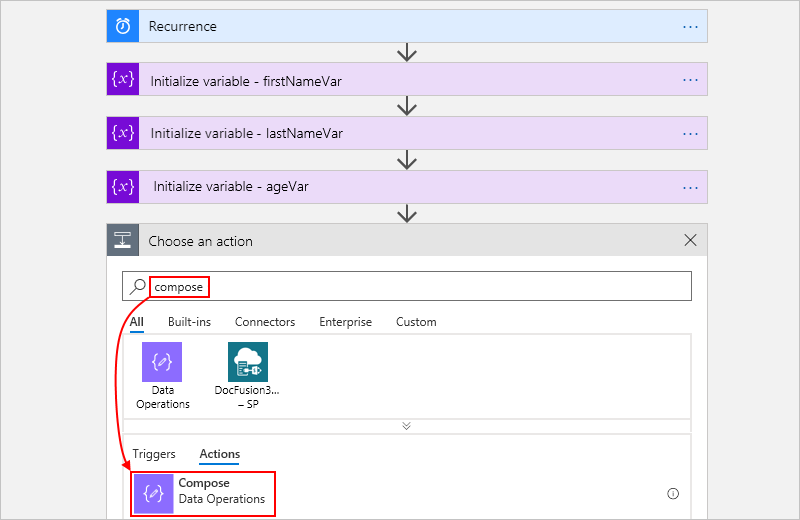 Recurrence
Initialize variable - firstNameVar
Initialize variable - lastNameVar
Initialize variable - ageVar
Choose an action
compose
All Built-ins Connectors Enterprise Custom
Data
Operations
DocFusion3...
– SP
Triggers Actions
Compose
Data Operations